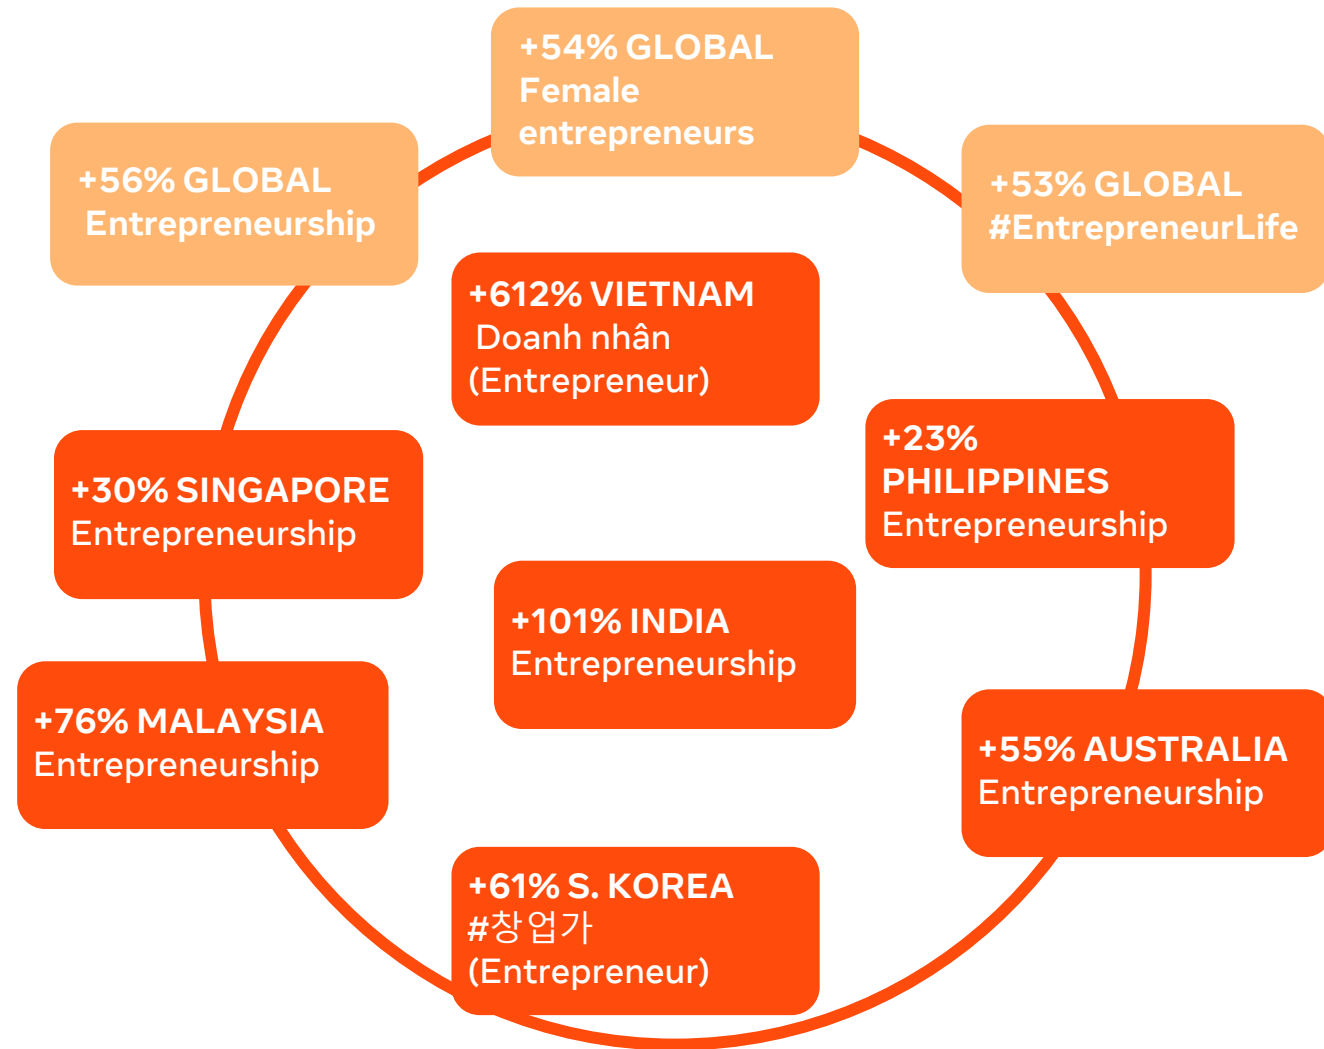 +54% GLOBAL
Female
entrepreneurs
+56% GLOBAL
Entrepreneurship
+53% GLOBAL
#EntrepreneurLife
+612% VIETNAM
Doanh nhân
(Entrepreneur)
+23%
PHILIPPINES
Entrepreneurship
+30% SINGAPORE
Entrepreneurship
+101% INDIA
Entrepreneurship
+76% MALAYSIA
Entrepreneurship
+55% AUSTRALIA
Entrepreneurship
+61% S. KOREA
#창업가
(Entrepreneur)